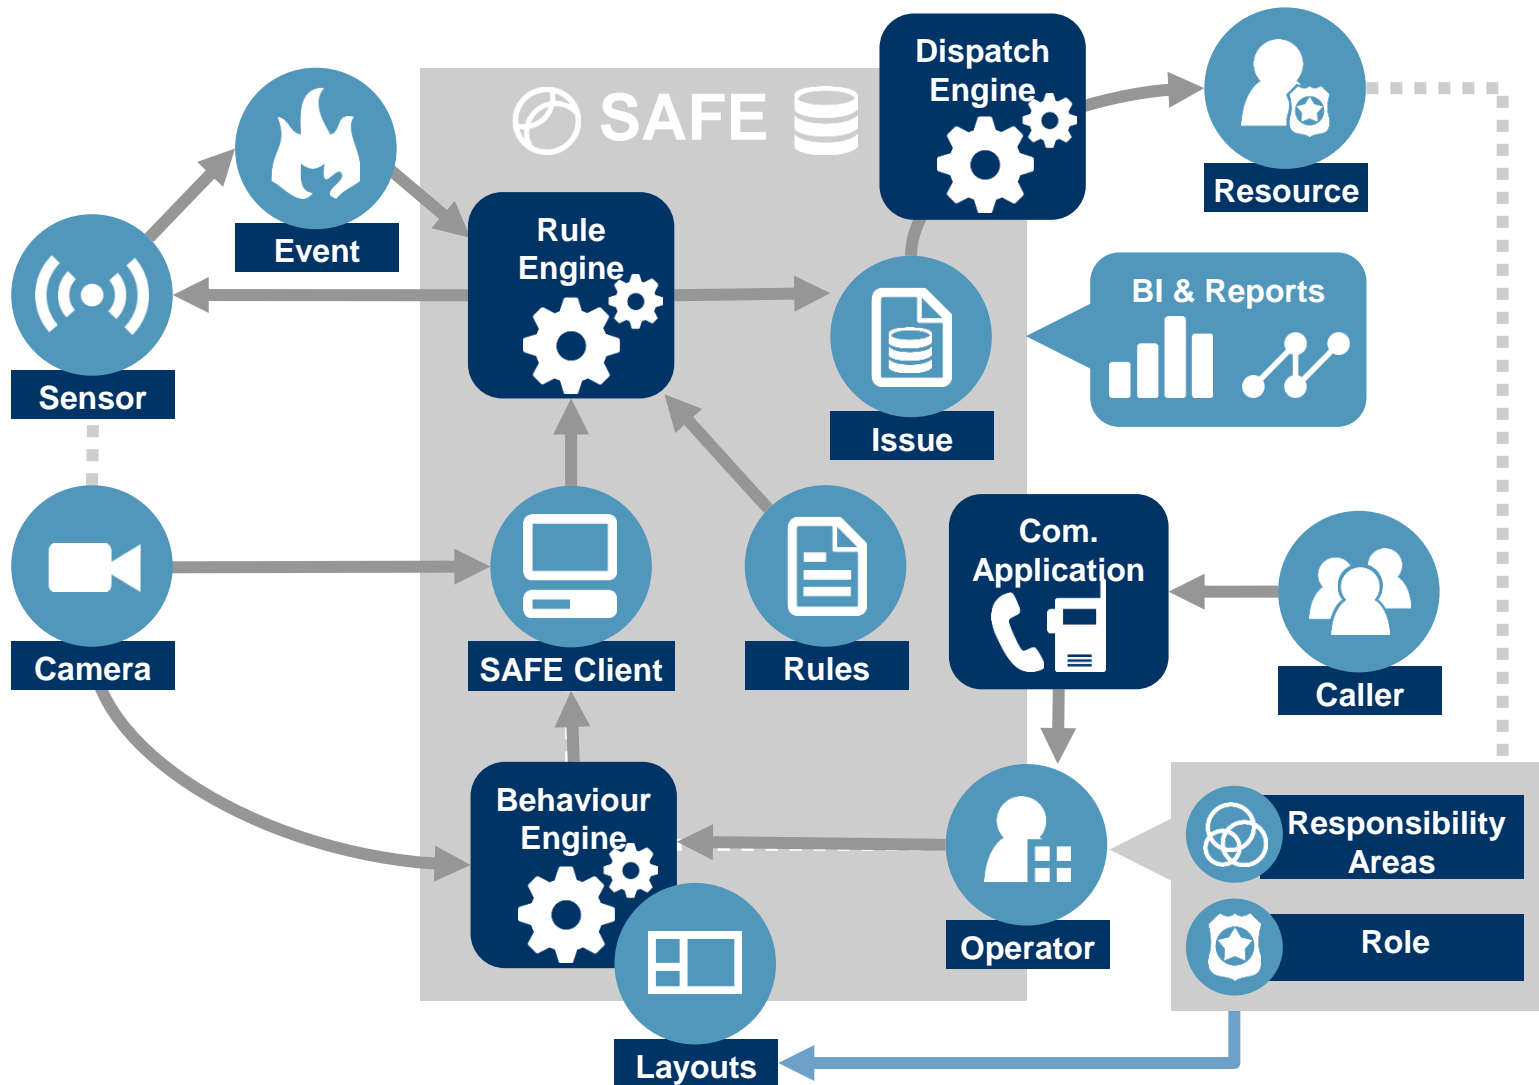 Dispatch
Engine
SAFE
Resource
Event
Rule
Engine
BI & Reports
Sensor
Issue
Com.
Application
SAFE Client
Rules
Camera
Caller
Behaviour
Engine
Responsibility
Areas
Operator
Role
Layouts